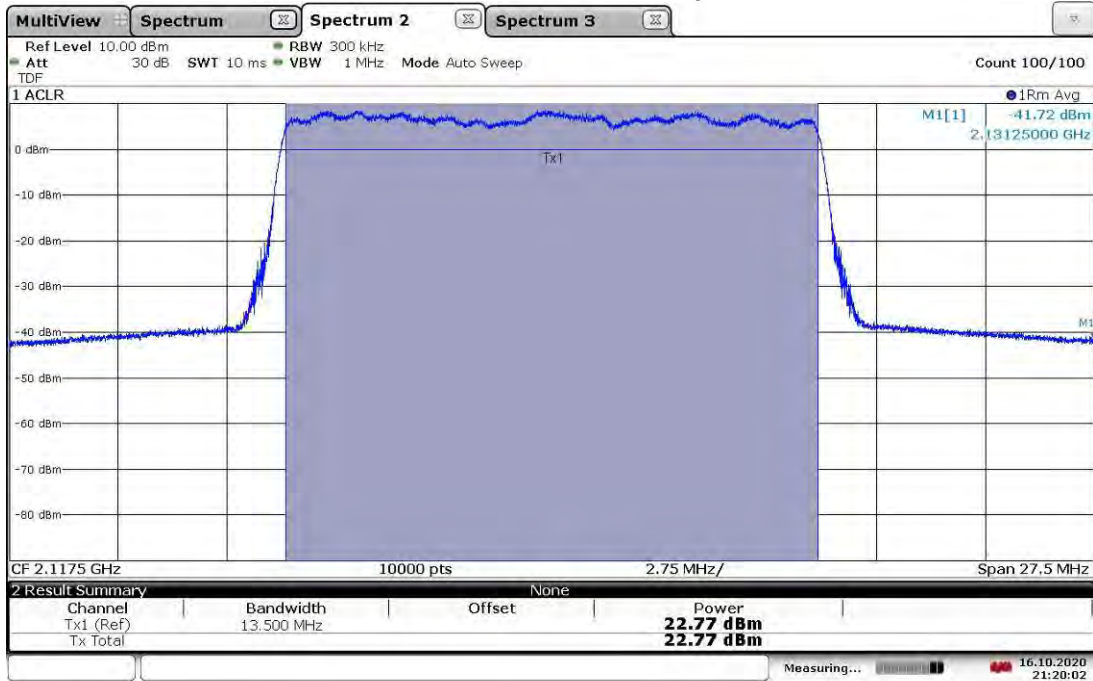 MultiView Spectrum Spectrum 2 Spectrum 3
Ref Level 10.00 dBm RBW 300 kHz
Att 30 dB SWT 10 ms VBW 1 MHz Mode Auto Sweep Count 100/100
TDF
1 ACLR 1Rm Avg
M1[1] -41.72 dBm
2.13125000 GHz
0 dBm
Tx1
-10 dBm
-20 dBm
-30 dBm
M1
-40 dBm
-50 dBm
-60 dBm
-70 dBm
-80 dBm
CF 2.1175 GHz 10000 pts 2.75 MHz/ Span 27.5 MHz
2 Result Summary None
Channel Bandwidth Offset Power
Tx1 (Ref) 13.500 MHz 22.77 dBm
Tx Total 22.77 dBm
Measuring... 16.10.2020
21:20:02